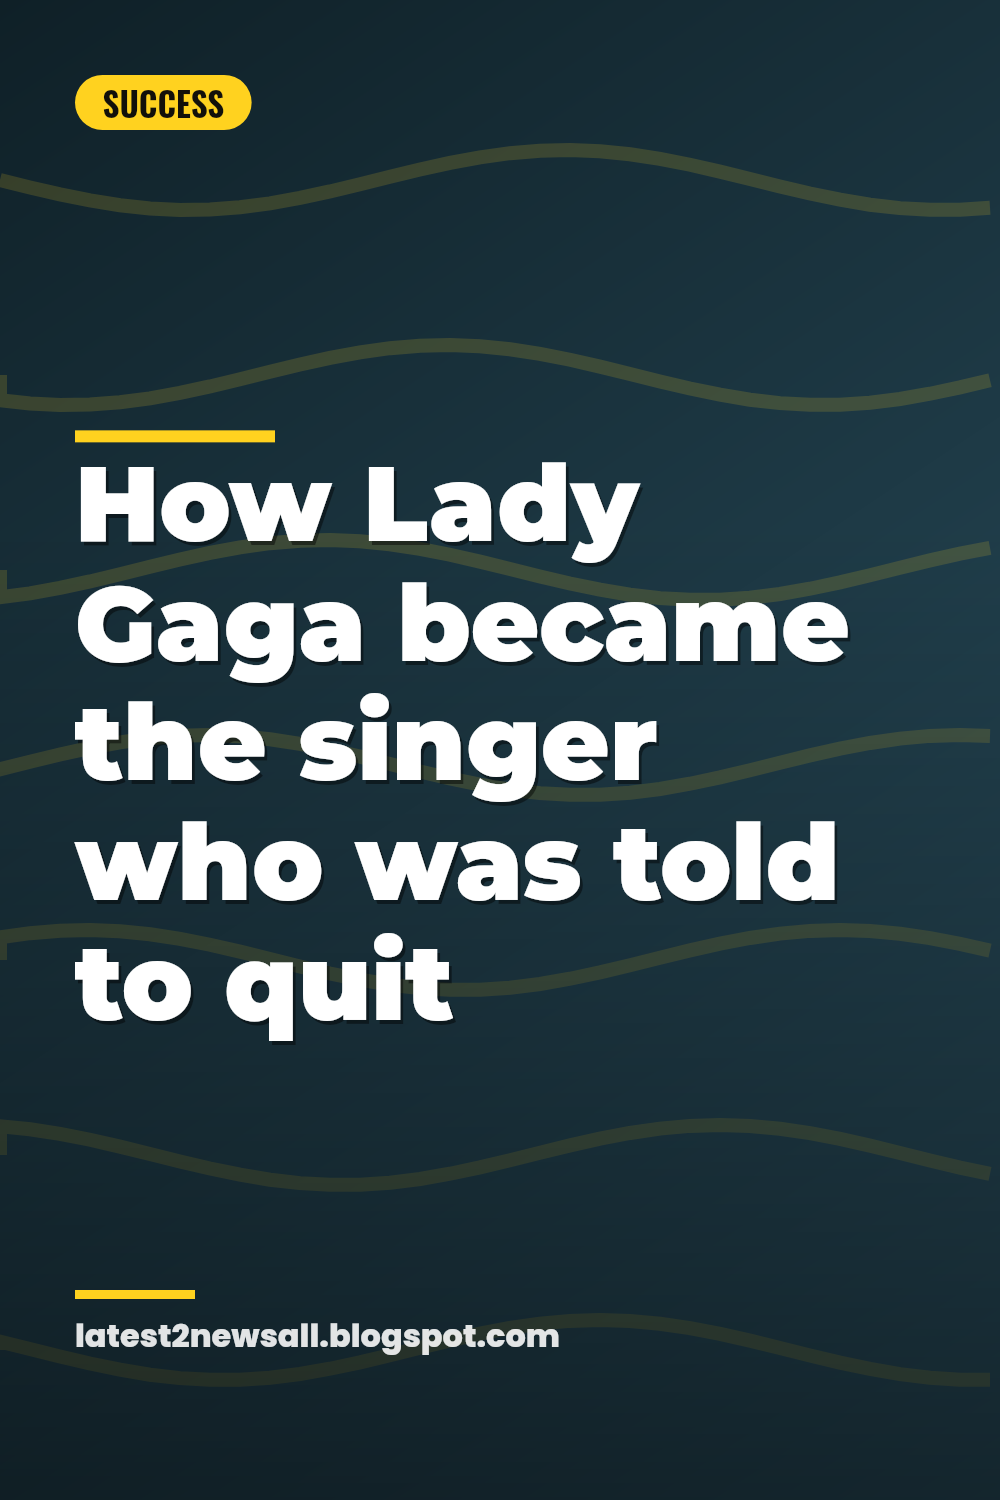 SUCCESS
How Lady
Gaga became
the singer
who was told
to quit
latest2newsall.blogspot.com